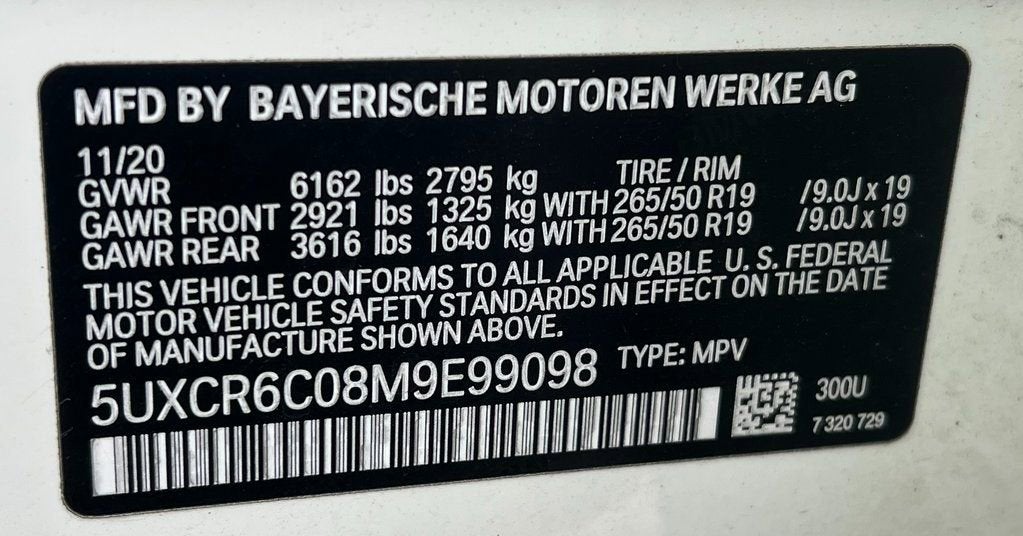 MFD BY BAYERISCHE MOTOREN WERKE AG
11/20
GVWR 6162 lbs 2795 kg TIRE / RIM
GAWR FRONT 2921 lbs 1325 kg WITH 265/50 R19 /9.0J x 19
GAWR REAR 3616 lbs 1640 kg WITH 265/50 R19 /9.0J x 19
THIS VEHICLE CONFORMS TO ALL APPLICABLE U. S. FEDERAL
MOTOR VEHICLE SAFETY STANDARDS IN EFFECT ON THE DATE
OF MANUFACTURE SHOWN ABOVE.
5UXCR6C08M9E99098 TYPE: MPV
300U
7 320 729